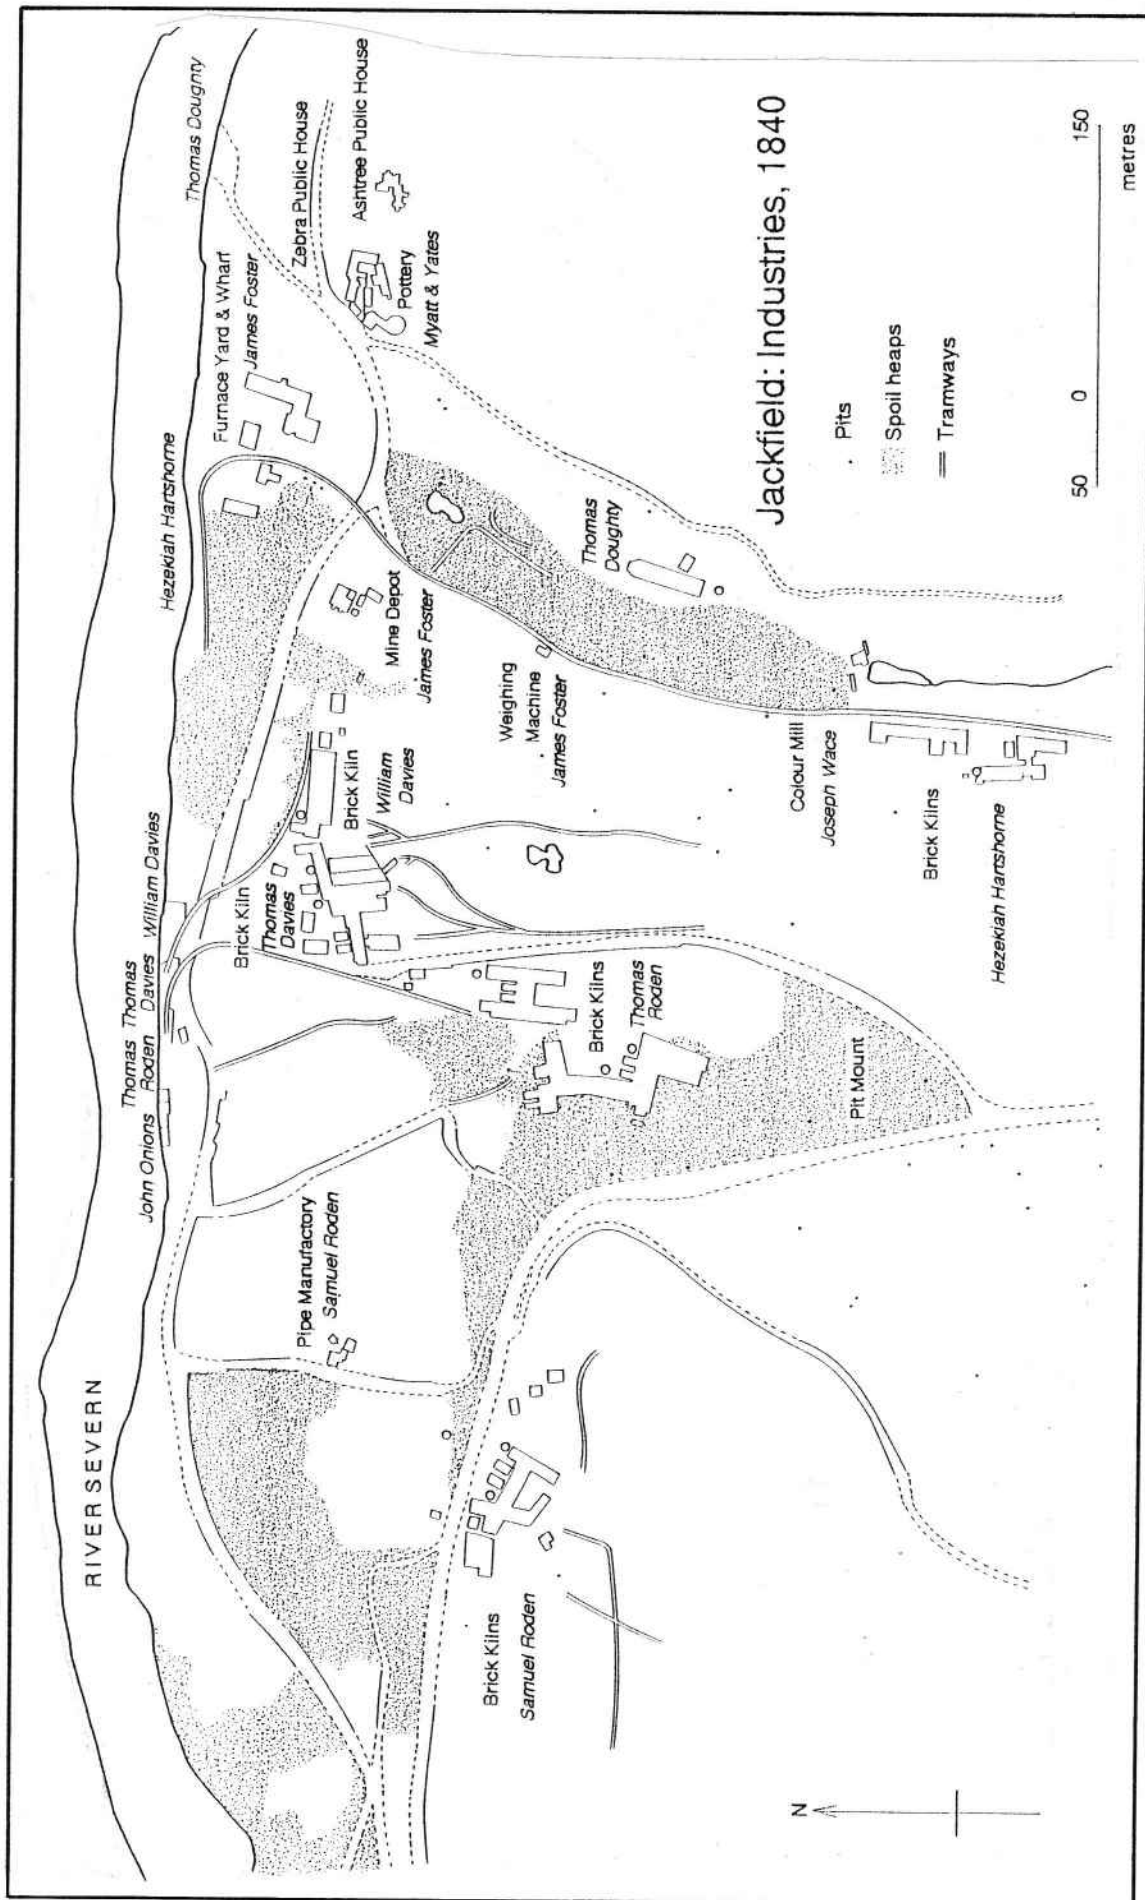 RIVER SEVERN
John Onions
Thomas
Roden
Thomas
Davies
William Davies
Hezekiah Hartshorne
Thomas Doughty
Furnace Yard & Wharf
James Foster
Zebra Public House
Ashtree Public House
Pottery
Myatt & Yates
Pipe Manufactory
Samuel Roden
Brick Kiln
Thomas
Davies
Brick Kiln
William
Davies
Mine Depot
James Foster
Weighing
Machine
James Foster
Thomas
Doughty
Brick Kilns
Samuel Roden
Brick Kilns
Thomas
Roden
Pit Mount
Colour Mill
Joseph Wace
Brick Kilns
Hezekiah Hartshorne
Jackfield: Industries, 1840
Pits
Spoil heaps
Tramways
50 0 150
metres
N